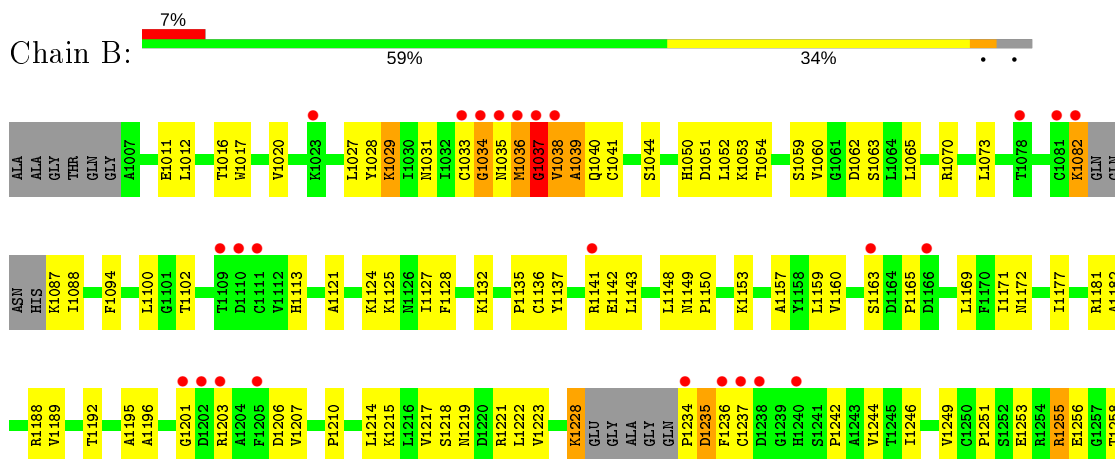 7%
Chain B:
59% 34% • •
ALA ALA GLY THR GLN GLY A1007 E1011 L1012 T1016 W1017 V1020 K1023 L1027 Y1028 K1029 I1030 N1031 I1032 C1033 G1034 N1035 M1036 G1037 V1038 A1039 Q1040 C1041 S1044 H1050 D1051 L1052 K1053 T1054 S1059 V1060 G1061 D1062 S1063 L1064 L1065 R1070 L1073 T1078 C1081 K1082 GLN GLN
ASN HIS K1087 I1088 F1094 L1100 G1101 T1102 T1109 D1110 C1111 V1112 H1113 A1121 K1124 K1125 N1126 I1127 F1128 K1132 P1135 C1136 Y1137 R1141 E1142 L1143 L1148 N1149 P1150 K1153 A1157 Y1158 L1159 V1160 S1163 D1164 P1165 D1166 L1169 F1170 I1171 N1172 I1177 R1181 A1182
R1188 V1189 T1192 A1195 A1196 G1201 D1202 R1203 A1204 F1205 D1206 V1207 P1210 L1214 K1215 L1216 V1217 S1218 N1219 D1220 R1221 L1222 V1223 K1228 GLU GLY ALA GLY GLN P1234 D1235 F1236 C1237 D1238 G1239 H1240 S1241 P1242 A1243 V1244 T1245 I1246 V1249 C1250 P1251 S1252 E1253 R1254 R1255 E1256 G1257 T1258